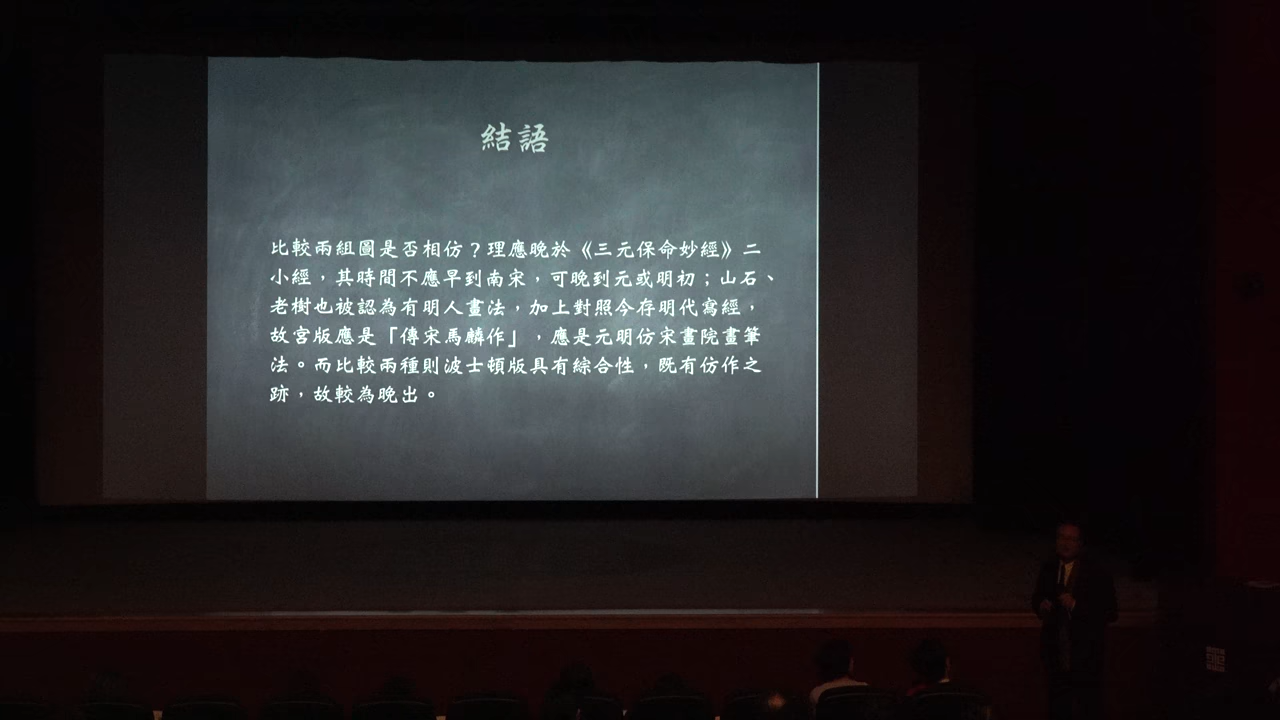 結語
比較兩組圖是否相仿？理應晚於《三元保命妙經》二
小經，其時間不應早到南宋，可晚到元或明初；山石、
老樹也被認為有明人畫法，加上對照今存明代寫經，
故宮版應是「傳宋馬麟作」，應是元明仿宋畫院畫筆
法。而比較兩種則波士頓版具有綜合性，既有仿作之
跡，故較為晚出。